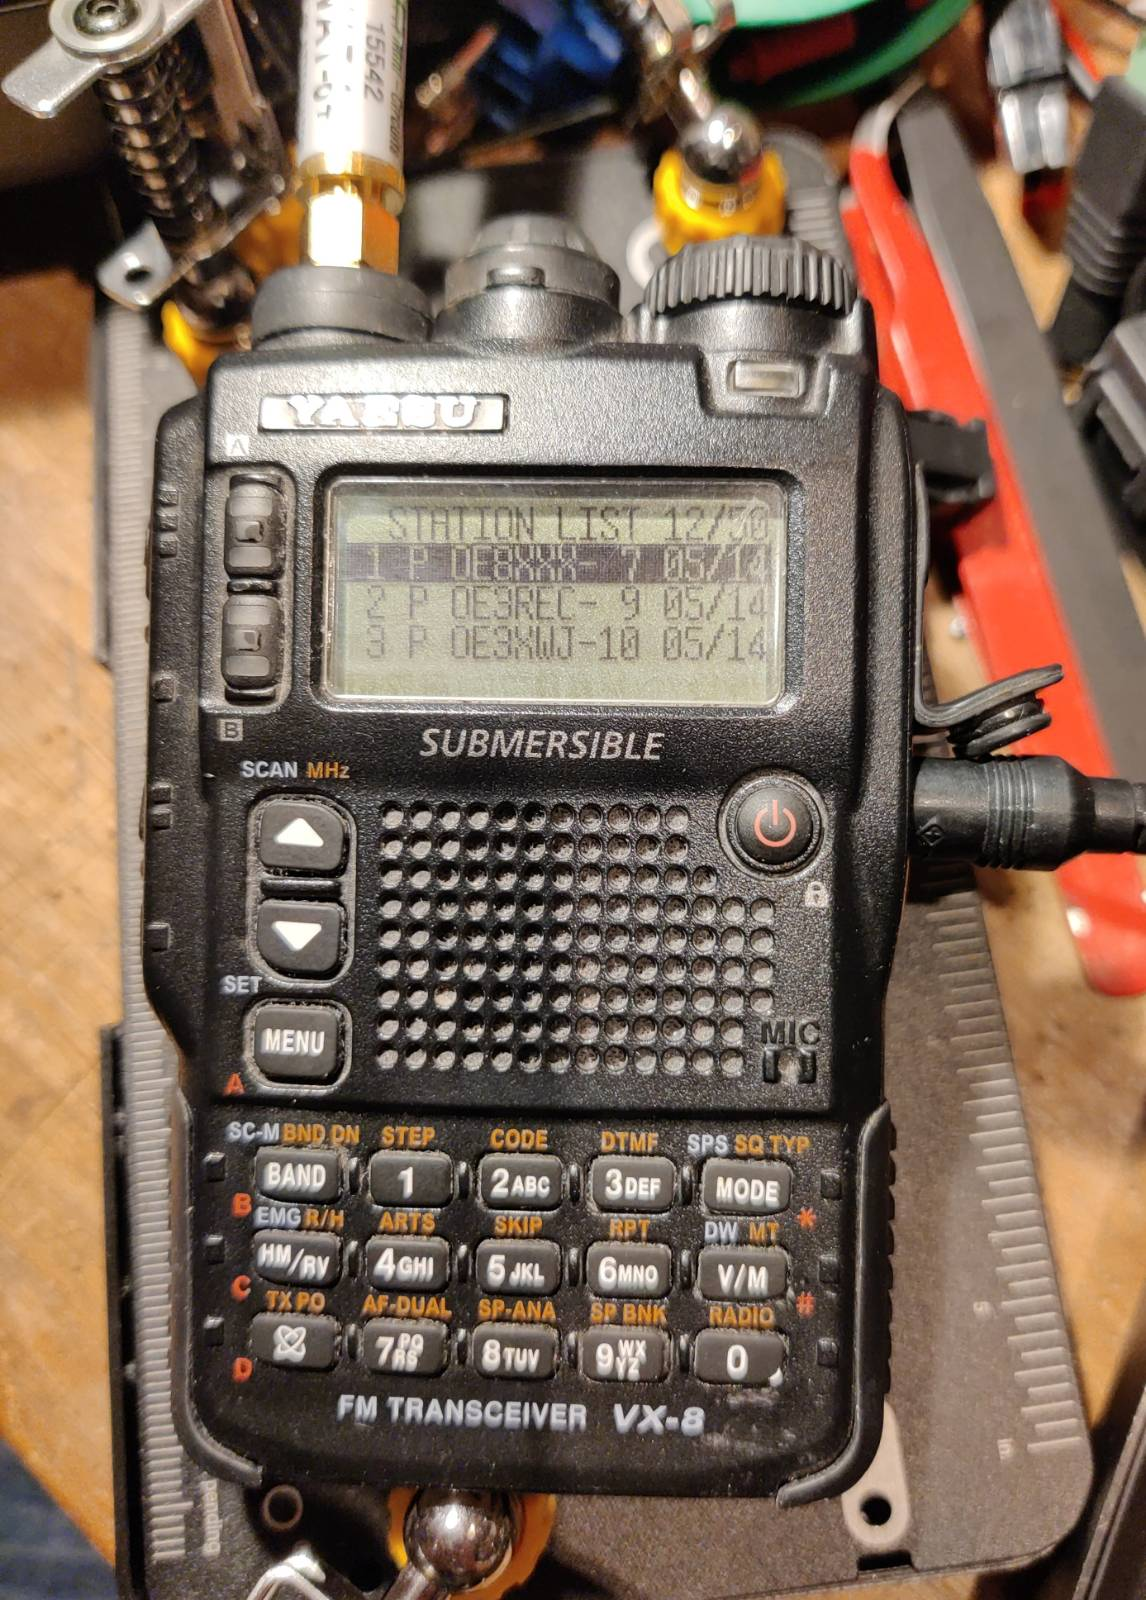 15542
YAESU
A
STATION LIST 12/50
1 P OE8XXX- 7 05/14
2 P OE3REC- 9 05/14
3 P OE3XWJ-10 05/14
B
SUBMERSIBLE
SCAN MHz
SET
MENU
MIC
A
SC-M BND DN STEP CODE DTMF SPS SQ TYP
BAND 1 2ABC 3DEF MODE
B *
EMG R/H ARTS SKIP RPT DW MT
HM/RV 4GHI 5JKL 6MNO V/M
C #
TX PO AF-DUAL SP-ANA SP BNK RADIO
7PQRS 8TUV 9WXYZ 0
D
FM TRANSCEIVER VX-8